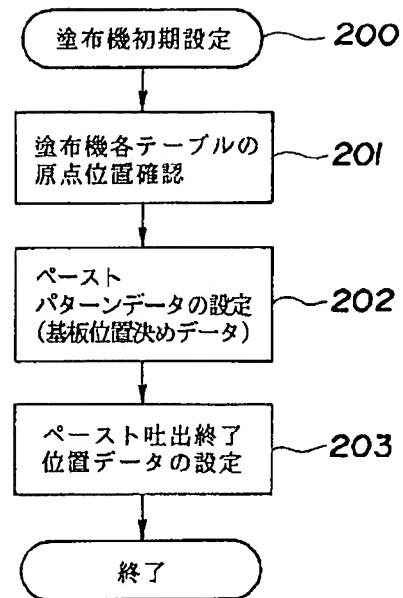 塗布機初期設定 200
塗布機各テーブルの
原点位置確認
201
ペースト
パターンデータの設定
(基板位置決めデータ)
202
ペースト吐出終了
位置データの設定
203
終了